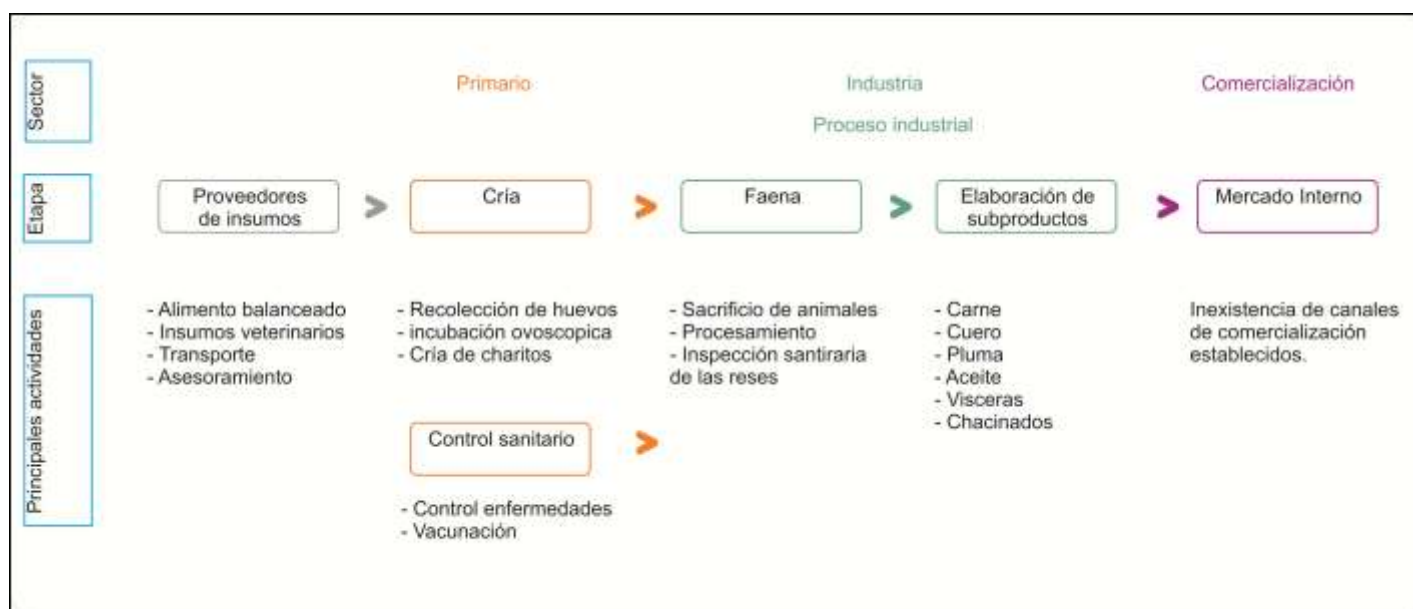 Sector
Primario
Industria
Comercialización
Proceso industrial
Etapa
Proveedores
de insumos
>
Cría
>
Faena
>
Elaboración de
subproductos
>
Mercado Interno
Principales actividades
- Alimento balanceado
- Insumos veterinarios
- Transporte
- Asesoramiento
- Recolección de huevos
- incubación ovoscopica
- Cría de charitos
Control sanitario
>
- Control enfermedades
- Vacunación
- Sacrificio de animales
- Procesamiento
- Inspección santiraria
de las reses
- Carne
- Cuero
- Pluma
- Aceite
- Visceras
- Chacinados
Inexistencia de canales
de comercialización
establecidos.